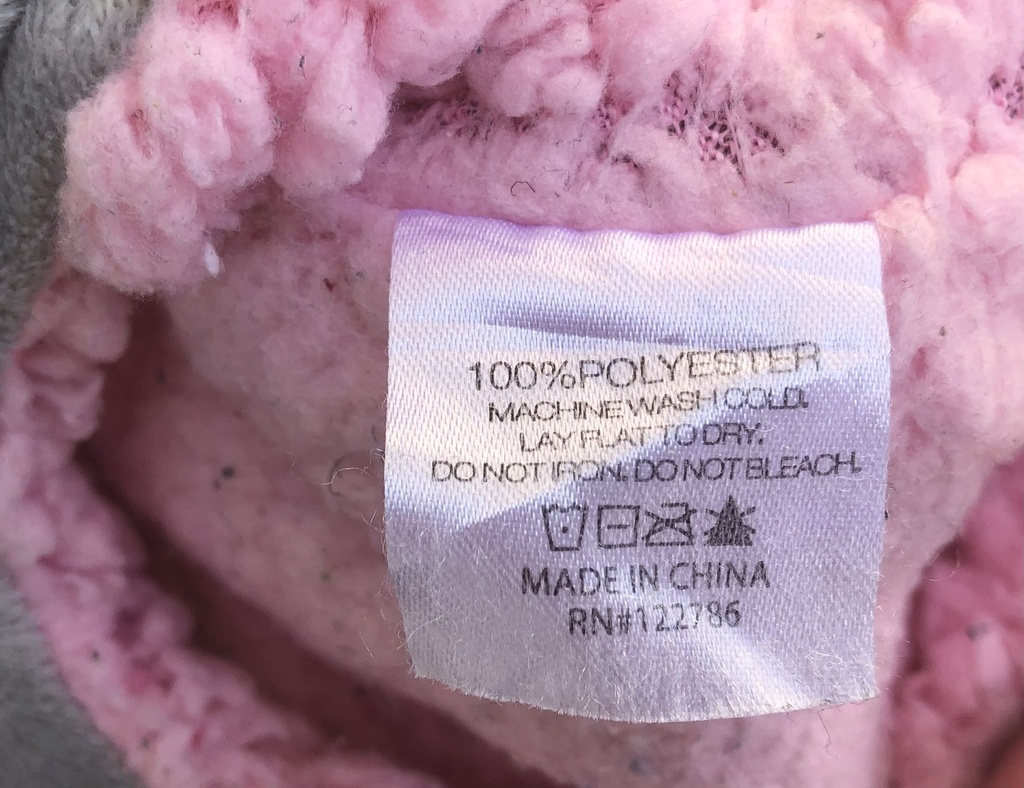 100%POLYESTER
MACHINE WASH COLD.
LAY FLAT TO DRY.
DO NOT IRON. DO NOT BLEACH.
MADE IN CHINA
RN#122786